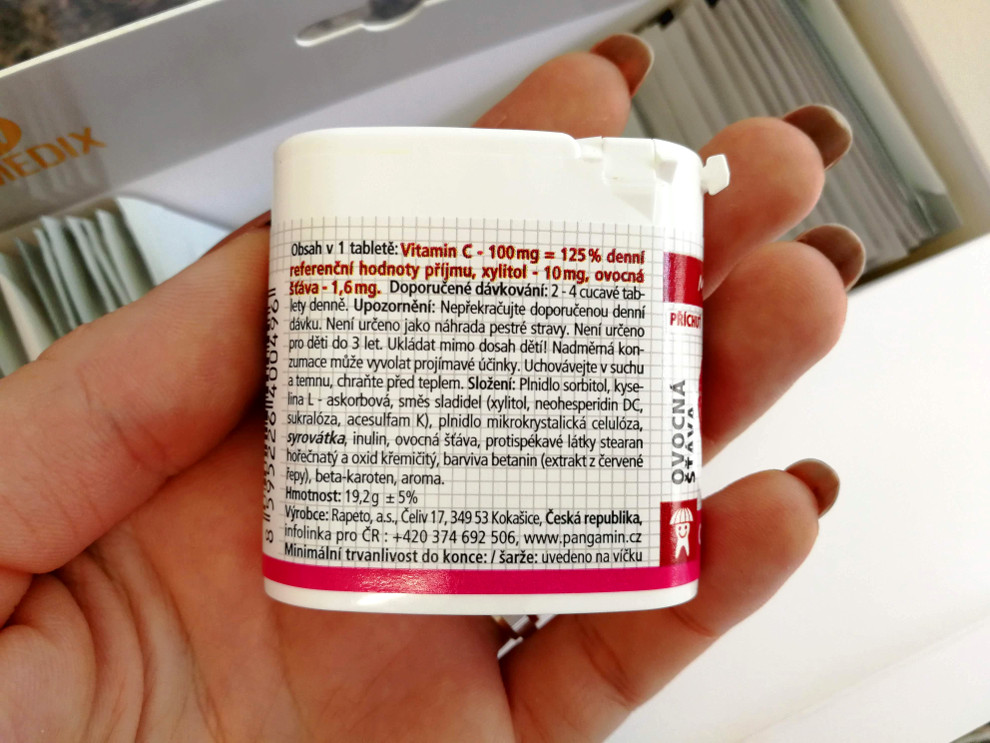 MEDIX
Obsah v 1 tabletě: Vitamin C - 100 mg = 125 % denní
referenční hodnoty příjmu, xylitol - 10 mg, ovocná
šťáva - 1,6 mg. Doporučené dávkování: 2 - 4 cucavé tab-
lety denně. Upozornění: Nepřekračujte doporučenou denní
dávku. Není určeno jako náhrada pestré stravy. Není určeno
pro děti do 3 let. Ukládat mimo dosah dětí! Nadměrná kon-
zumace může vyvolat projímavé účinky. Uchovávejte v suchu
a temnu, chraňte před teplem. Složení: Plnidlo sorbitol, kyse-
lina L - askorbová, směs sladidel (xylitol, neohesperidin DC,
sukralóza, acesulfam K), plnidlo mikrokrystalická celulóza,
syrovátka, inulin, ovocná šťáva, protispékavé látky stearan
hořečnatý a oxid křemičitý, barviva betanin (extrakt z červené
řepy), beta-karoten, aroma.
Hmotnost: 19,2 g ± 5%
Výrobce: Rapeto, a.s., Čeliv 17, 349 53 Kokašice, Česká republika,
infolinka pro ČR : +420 374 692 506, www.pangamin.cz
Minimální trvanlivost do konce: / šarže: uvedeno na víčku
OVOCNÁ
ŠŤÁVA